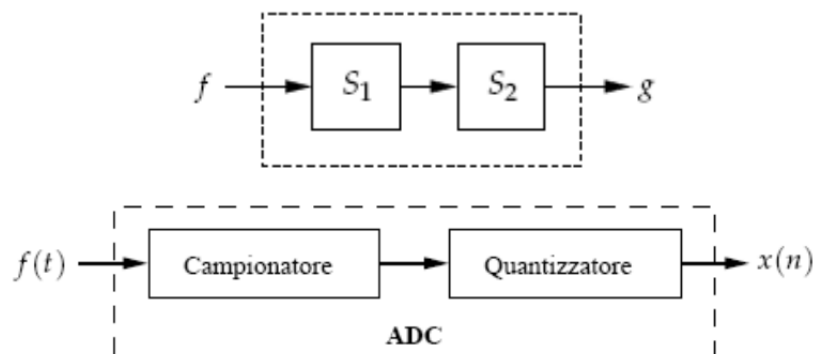 f S₁ S₂ g
f(t) Campionatore Quantizzatore x(n)
ADC